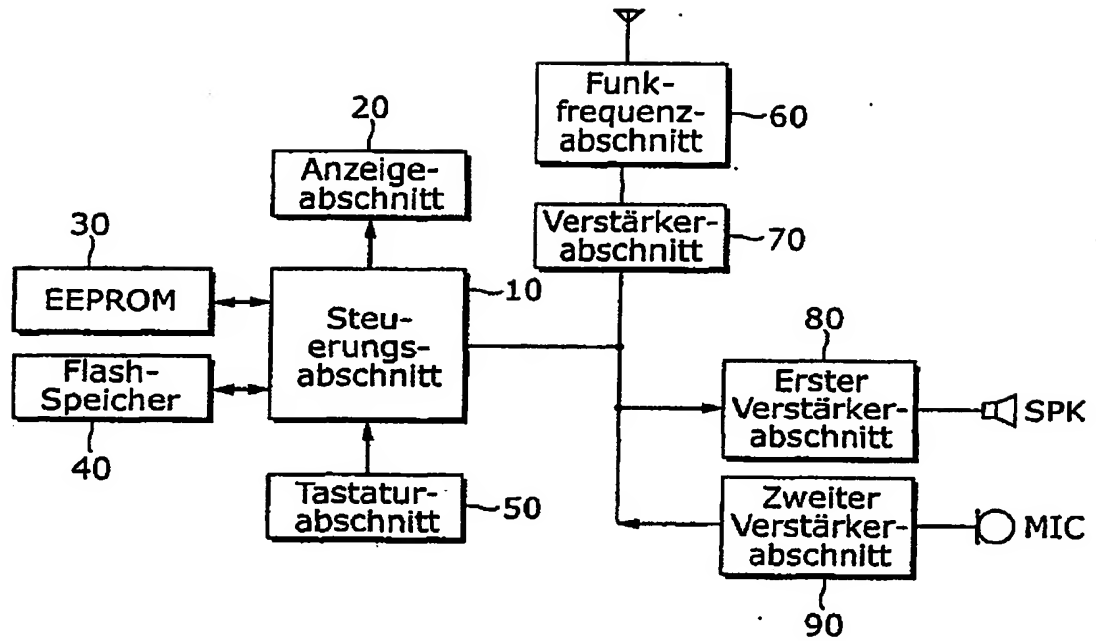 Funk-
frequenz-
abschnitt
60
20
Anzeige-
abschnitt
Verstärker-
abschnitt
70
30
EEPROM
10
Steu-
erungs-
abschnitt
80
Flash-
Speicher
40
Erster
Verstärker-
abschnitt
SPK
Tastatur-
abschnitt
50
Zweiter
Verstärker-
abschnitt
MIC
90